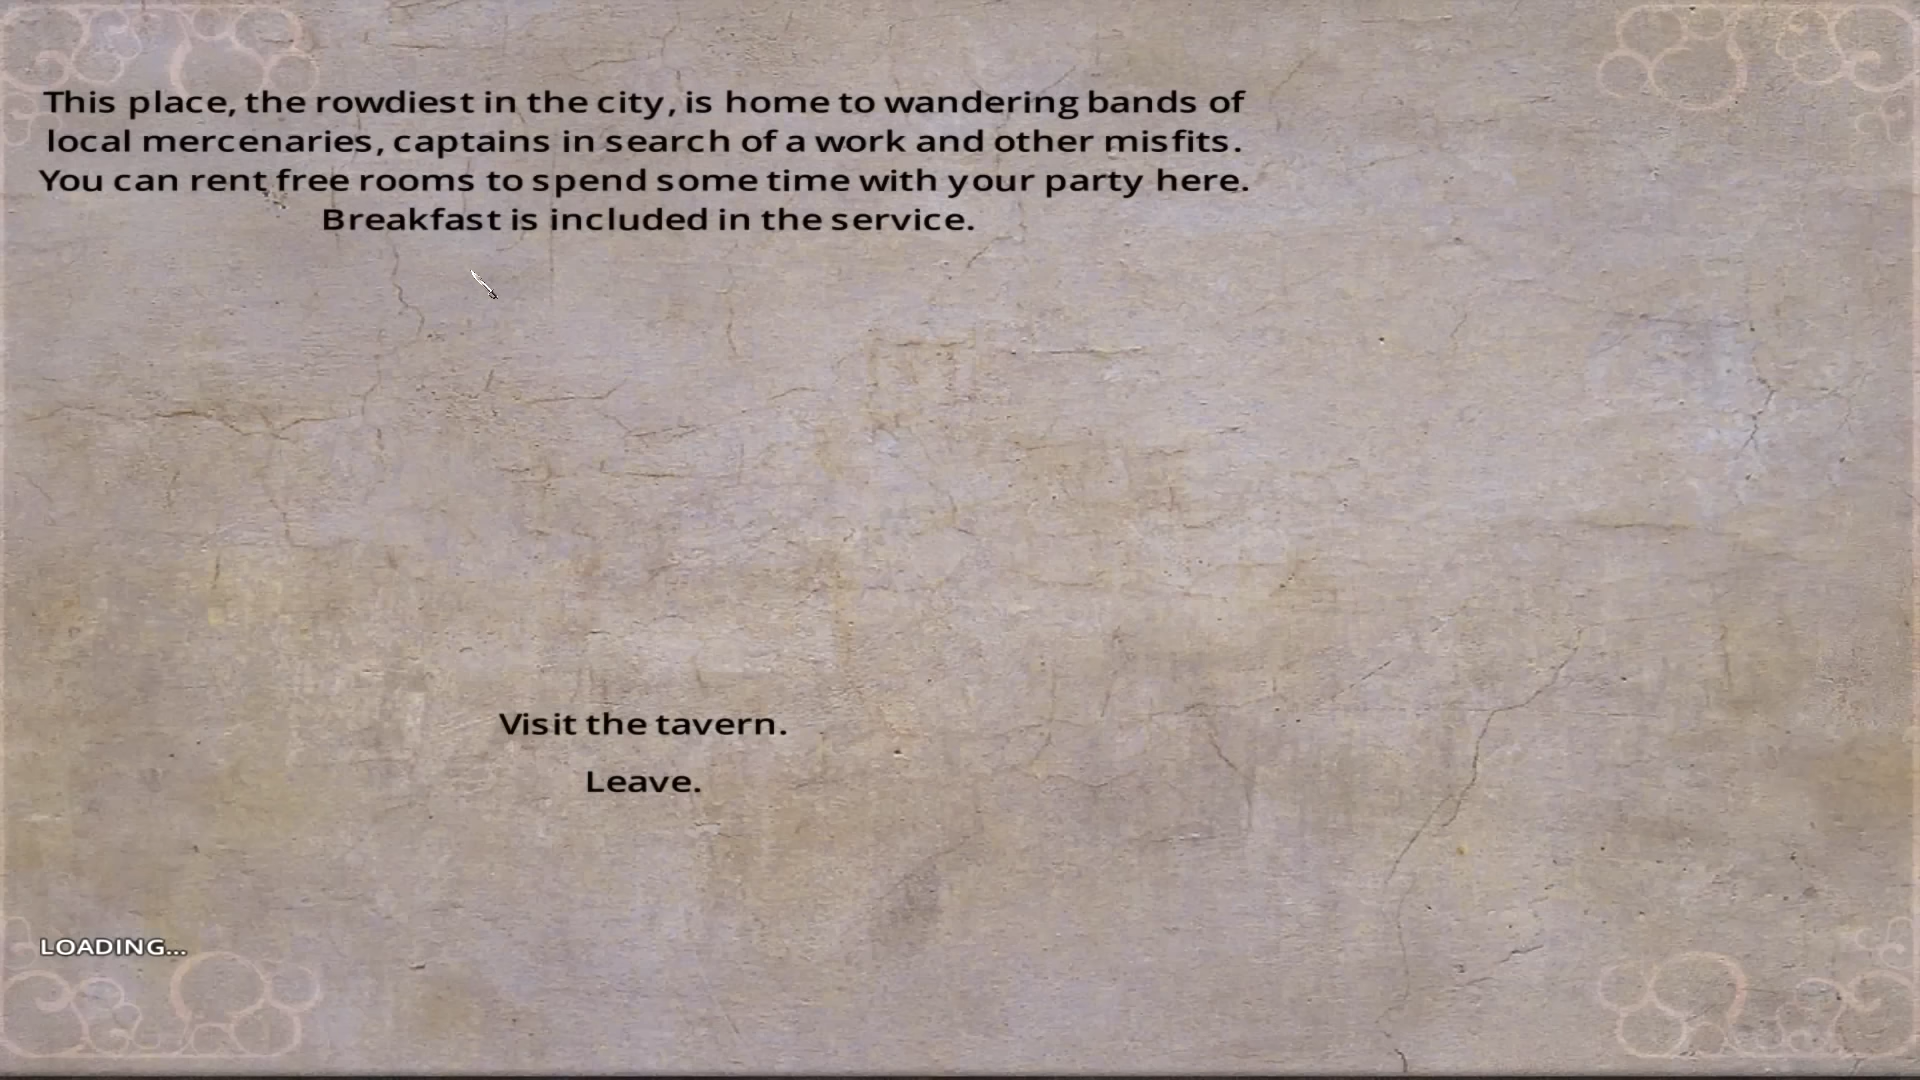 This place, the rowdiest in the city, is home to wandering bands of
local mercenaries, captains in search of a work and other misfits.
You can rent free rooms to spend some time with your party here.
Breakfast is included in the service.
Visit the tavern.
Leave.
LOADING...